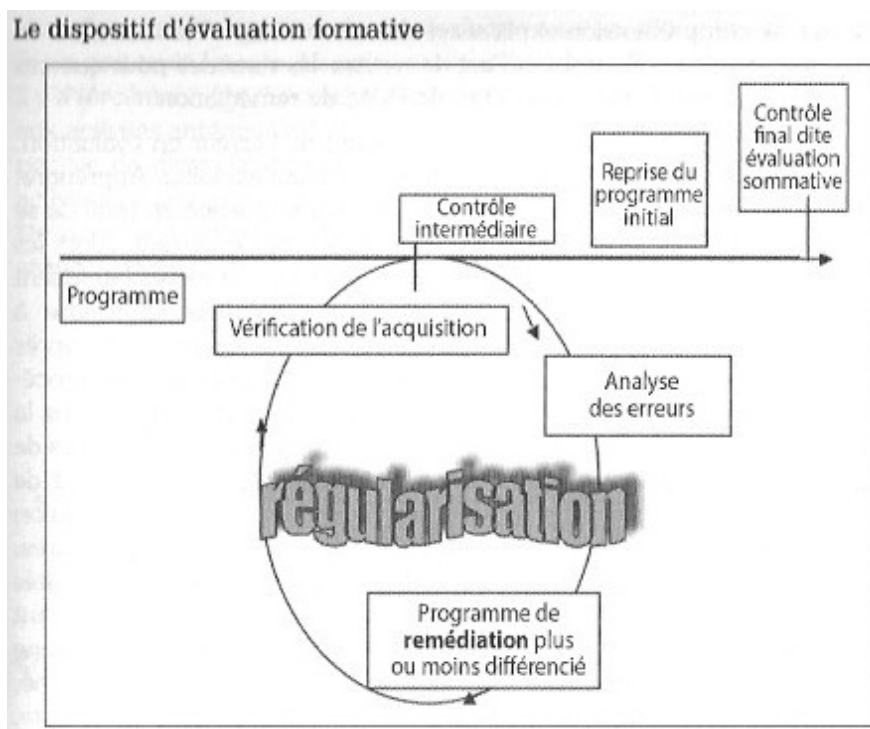 Le dispositif d'évaluation formative
Contrôle
final dite
évaluation
sommative
Reprise du
programme
initial
Contrôle
intermédiaire
Programme
Vérification de l'acquisition
Analyse
des erreurs
régularisation
Programme de
remédiation plus
ou moins différencié